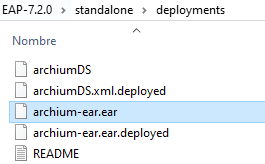 EAP-7.2.0 › standalone › deployments
Nombre
archiumDS
archiumDS.xml.deployed
archium-ear.ear
archium-ear.ear.deployed
README